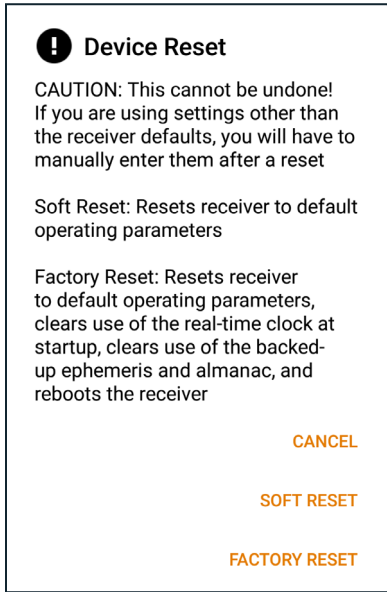 Device Reset
CAUTION: This cannot be undone!
If you are using settings other than
the receiver defaults, you will have to
manually enter them after a reset
Soft Reset: Resets receiver to default
operating parameters
Factory Reset: Resets receiver
to default operating parameters,
clears use of the real-time clock at
startup, clears use of the backed-
up ephemeris and almanac, and
reboots the receiver
CANCEL
SOFT RESET
FACTORY RESET